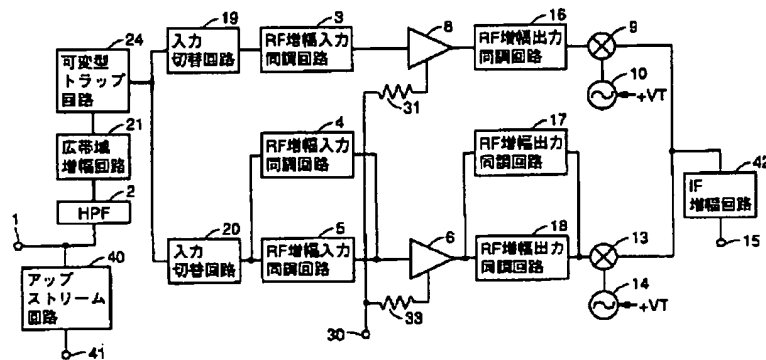 24
可変型
トラップ
回路
21
広帯域
増幅回路
2
HPF
1
40
アップ
ストリーム
回路
41
19
入力
切替回路
3
RF増幅入力
同調回路
8
16
RF増幅出力
同調回路
9
10
+VT
31
4
RF増幅入力
同調回路
17
RF増幅出力
同調回路
20
入力
切替回路
5
RF増幅入力
同調回路
6
18
RF増幅出力
同調回路
13
14
+VT
33
30
42
IF
増幅回路
15